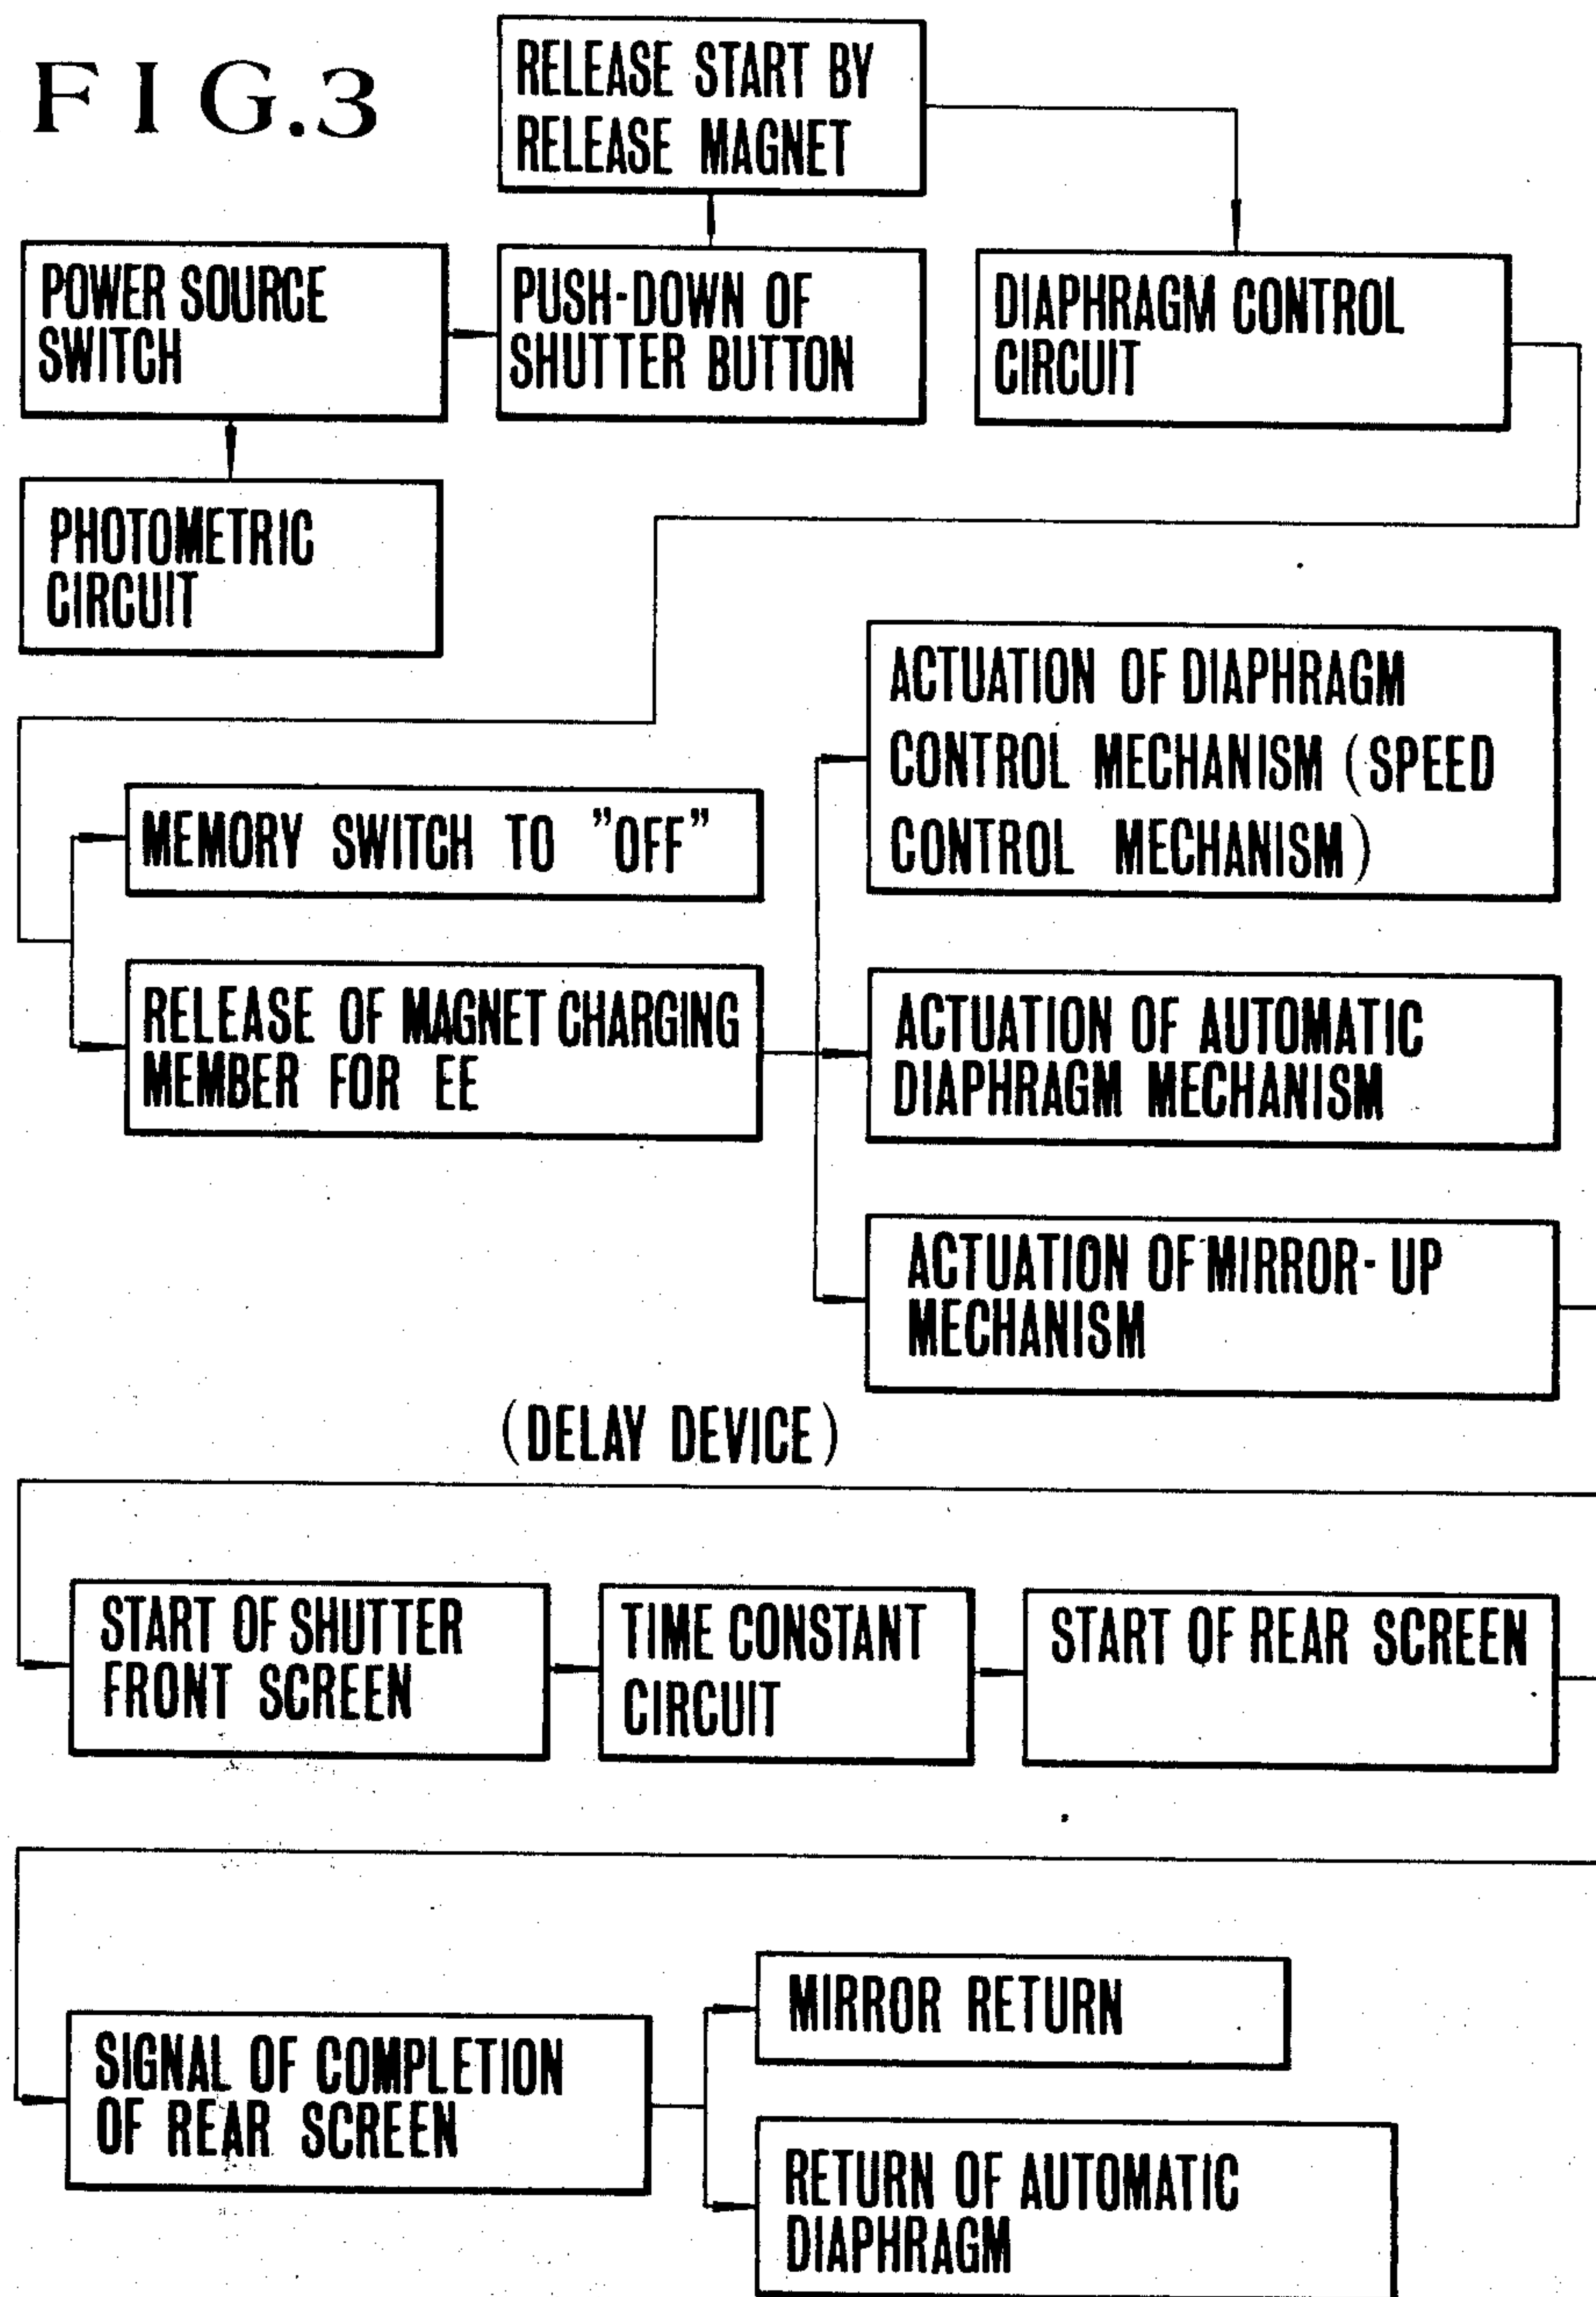 FIG.3
RELEASE START BY
RELEASE MAGNET
POWER SOURCE
SWITCH
PUSH-DOWN OF
SHUTTER BUTTON
DIAPHRAGM CONTROL
CIRCUIT
PHOTOMETRIC
CIRCUIT
ACTUATION OF DIAPHRAGM
CONTROL MECHANISM (SPEED
CONTROL MECHANISM)
MEMORY SWITCH TO "OFF"
RELEASE OF MAGNET CHARGING
MEMBER FOR EE
ACTUATION OF AUTOMATIC
DIAPHRAGM MECHANISM
ACTUATION OF MIRROR-UP
MECHANISM
(DELAY DEVICE)
START OF SHUTTER
FRONT SCREEN
TIME CONSTANT
CIRCUIT
START OF REAR SCREEN
SIGNAL OF COMPLETION
OF REAR SCREEN
MIRROR RETURN
RETURN OF AUTOMATIC
DIAPHRAGM